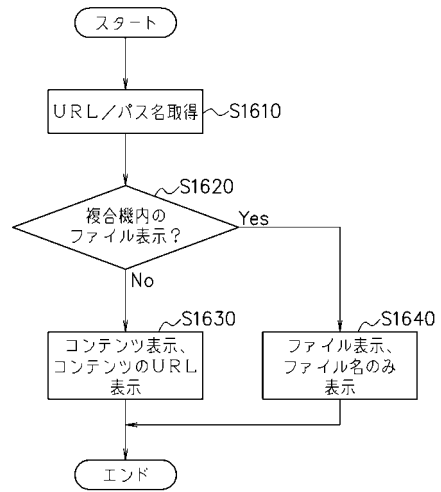 スタート
URL／パス名取得
S1610
S1620
複合機内の
ファイル表示？
Yes
No
S1630
コンテンツ表示、
コンテンツのURL
表示
S1640
ファイル表示、
ファイル名のみ
表示
エンド